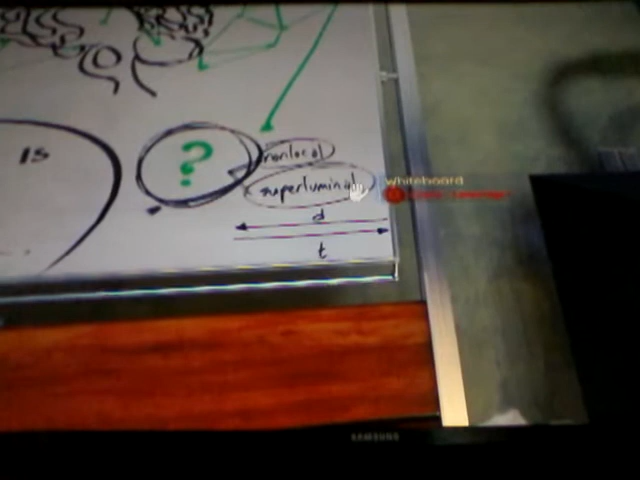 IS
?
nonlocal
superluminal
whiteboard
d
t
SAMSUNG